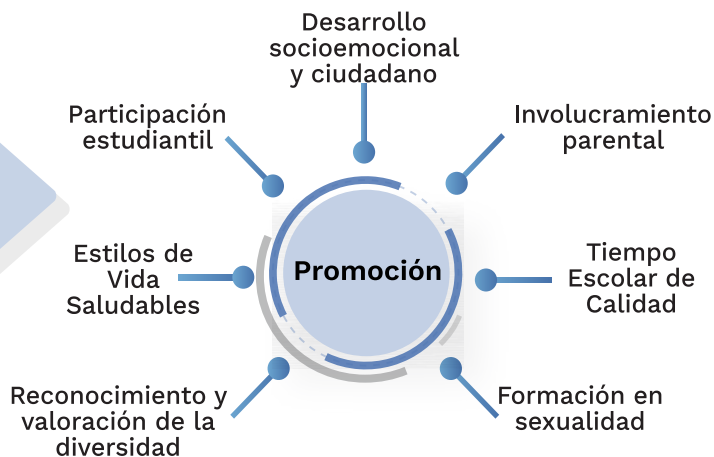 Desarrollo
socioemocional
y ciudadano
Participación
estudiantil
Involucramiento
parental
Estilos de
Vida
Saludables
Promoción
Tiempo
Escolar de
Calidad
Reconocimiento y
valoración de la
diversidad
Formación en
sexualidad